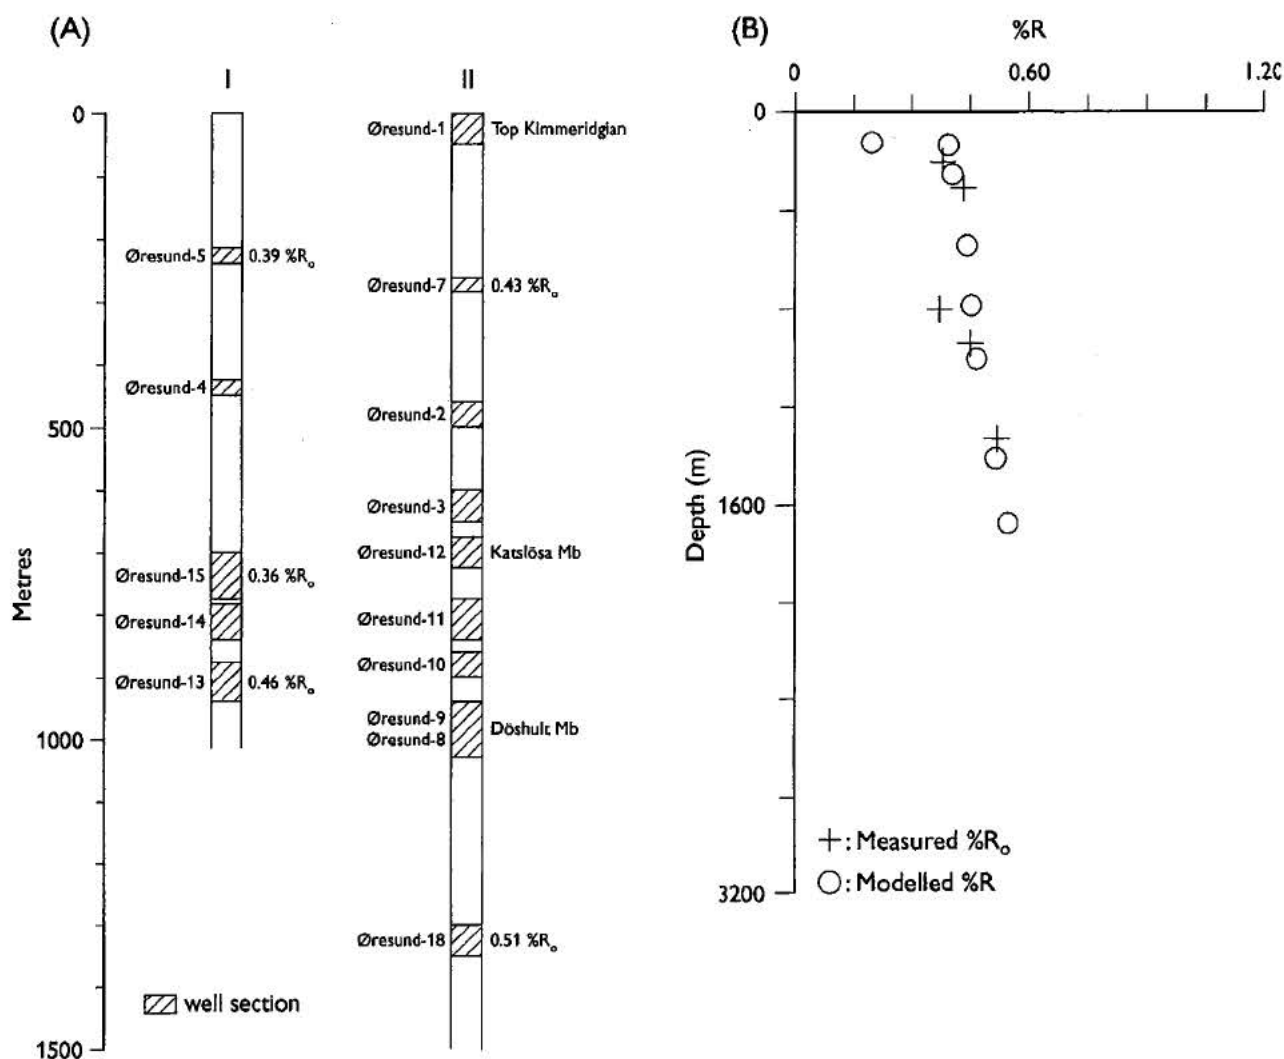 (A)
I
II
0
500
1000
1500
Metres
Øresund-5 0.39 %Ro
Øresund-4
Øresund-15 0.36 %Ro
Øresund-14
Øresund-13 0.46 %Ro
Øresund-1 Top Kimmeridgian
Øresund-7 0.43 %Ro
Øresund-2
Øresund-3
Øresund-12 Katslösa Mb
Øresund-11
Øresund-10
Øresund-9
Øresund-8 Döshult Mb
Øresund-18 0.51 %Ro
well section
(B)
%R
0 0.60 1.20
0
1600
3200
Depth (m)
+: Measured %Ro
○: Modelled %R